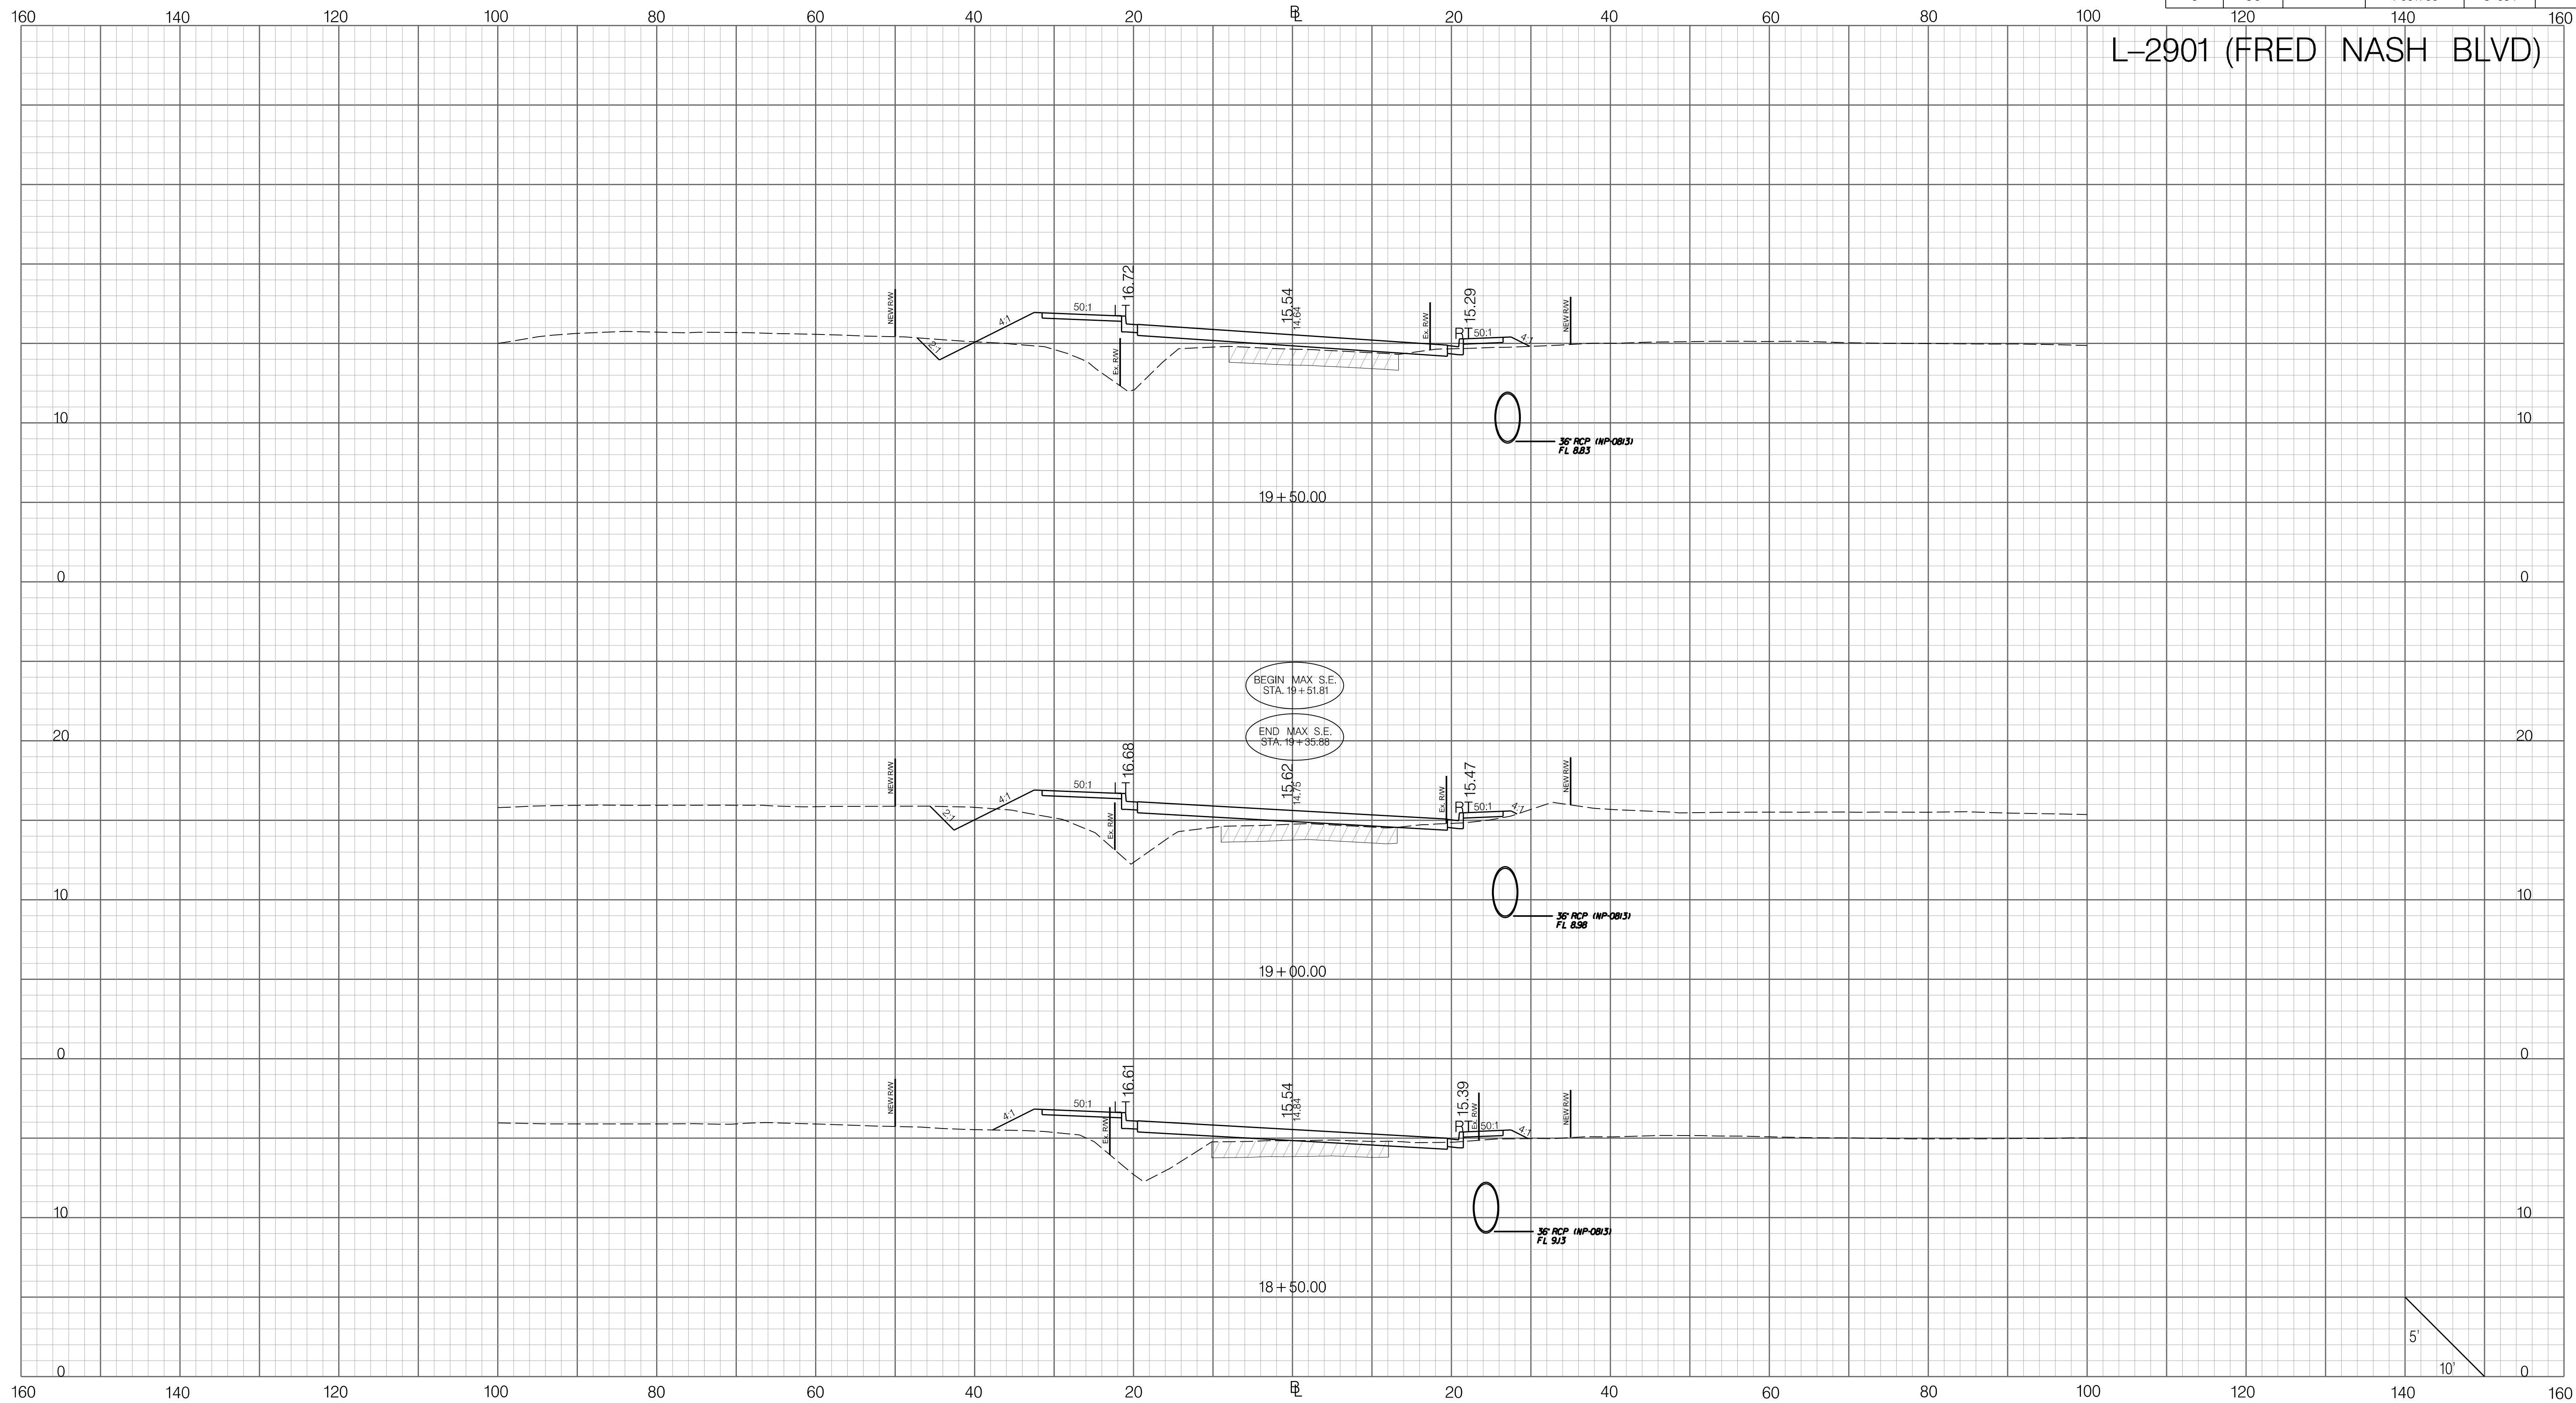 160 140 120 100 80 60 40 20 BL 20 40 60 80 100 120 140 160
L-2901 (FRED NASH BLVD)
NEW R/W
2:1
4:1
50:1
Ex. R/W
16.72
15.54
14.64
Ex. R/W
15.29
RT
50:1
4:1
NEW R/W
10 10
36" RCP (NP-0813)
FL 8.83
19+50.00
0 0
BEGIN MAX S.E.
STA. 19+51.81
END MAX S.E.
STA. 19+35.88
20 20
NEW R/W
2:1
4:1
50:1
Ex. R/W
16.68
15.62
14.75
Ex. R/W
15.47
RT
50:1
4:1
NEW R/W
10 10
36" RCP (NP-0813)
FL 8.98
19+00.00
0 0
NEW R/W
4:1
50:1
Ex. R/W
16.61
15.54
14.84
15.39
RT
Ex. R/W
50:1
4:1
NEW R/W
10 10
36" RCP (NP-0813)
FL 9.13
18+50.00
5'
10'
0 0
160 140 120 100 80 60 40 20 BL 20 40 60 80 100 120 140 160